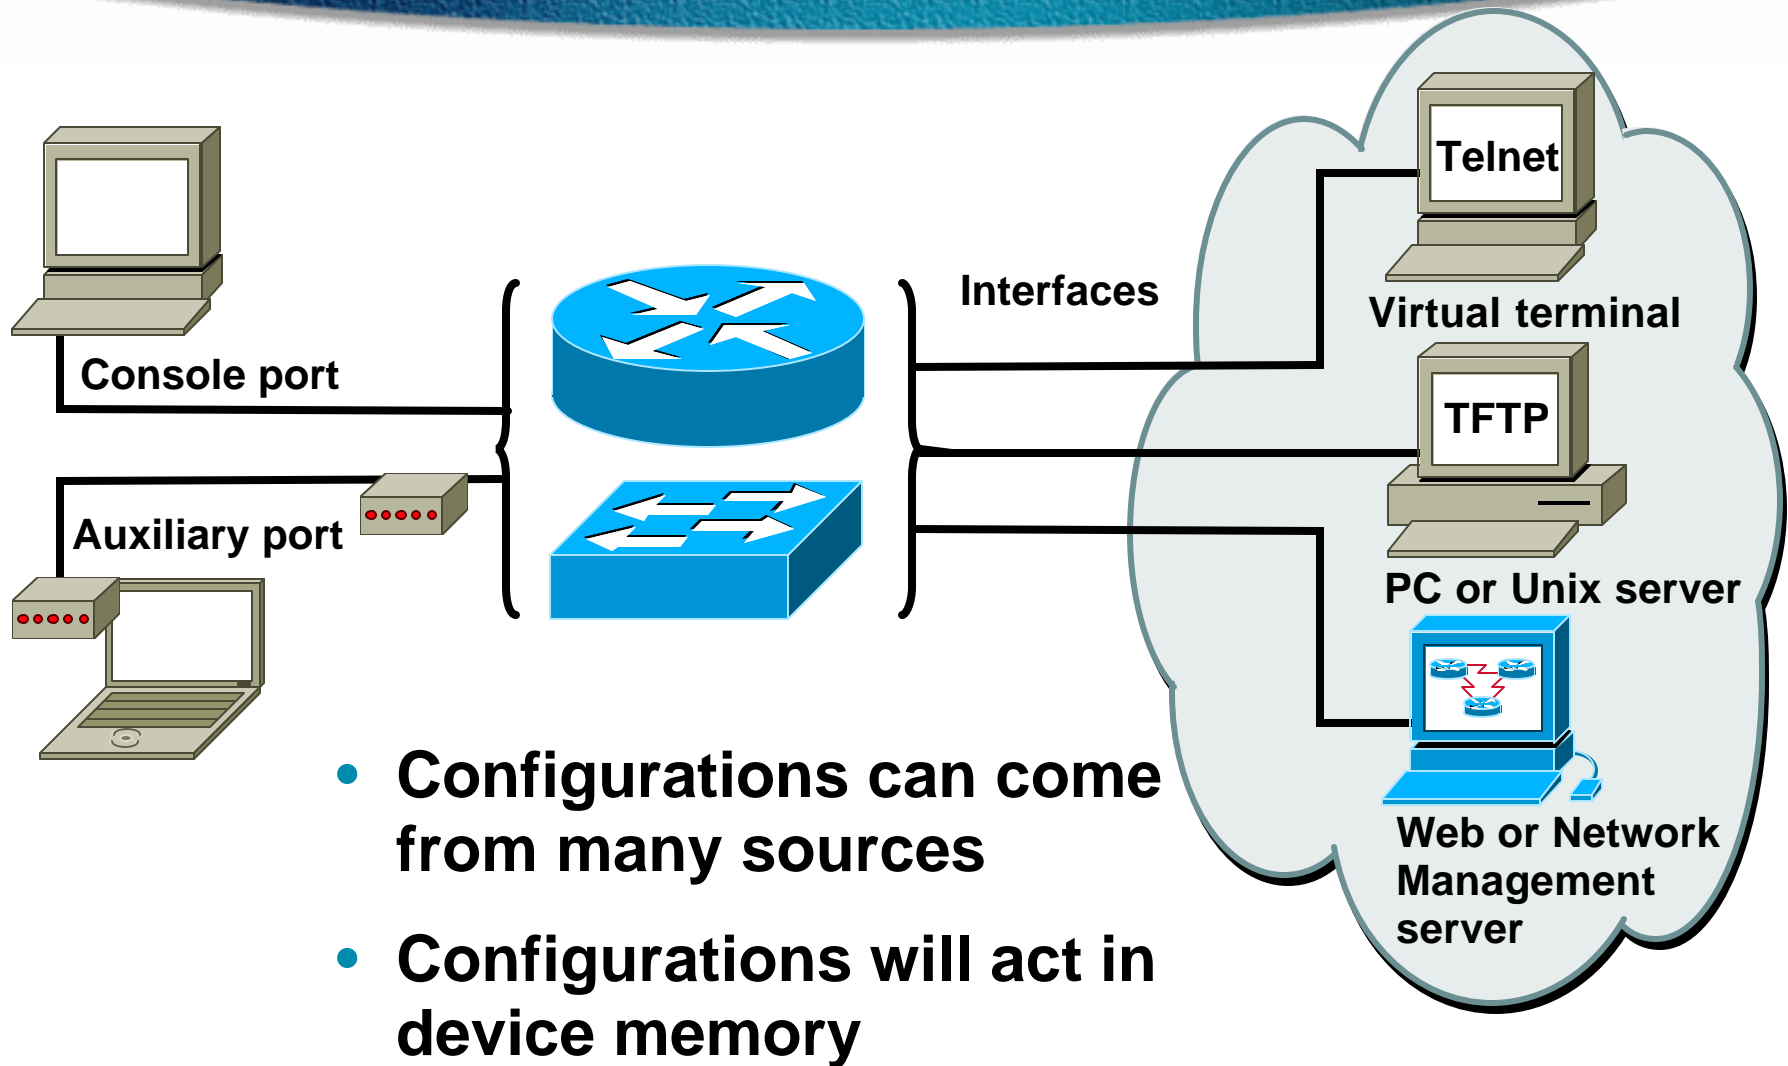 Telnet
Interfaces
Virtual terminal
Console port
TFTP
Auxiliary port
PC or Unix server
• Configurations can come
from many sources
Web or Network
Management
server
• Configurations will act in
device memory